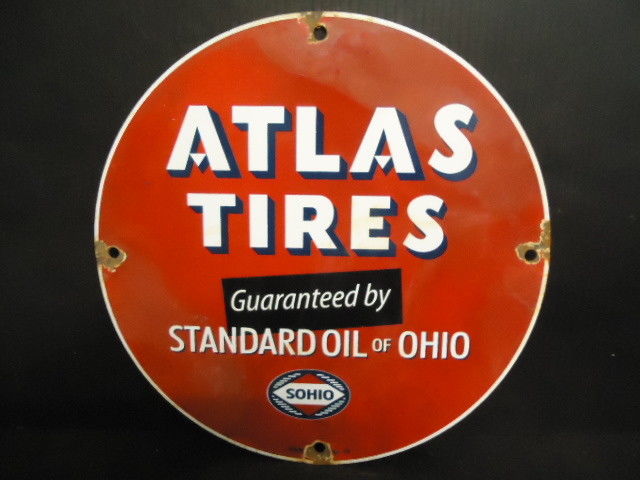 ATLAS
TIRES
Guaranteed by
STANDARD OIL OF OHIO
SOHIO